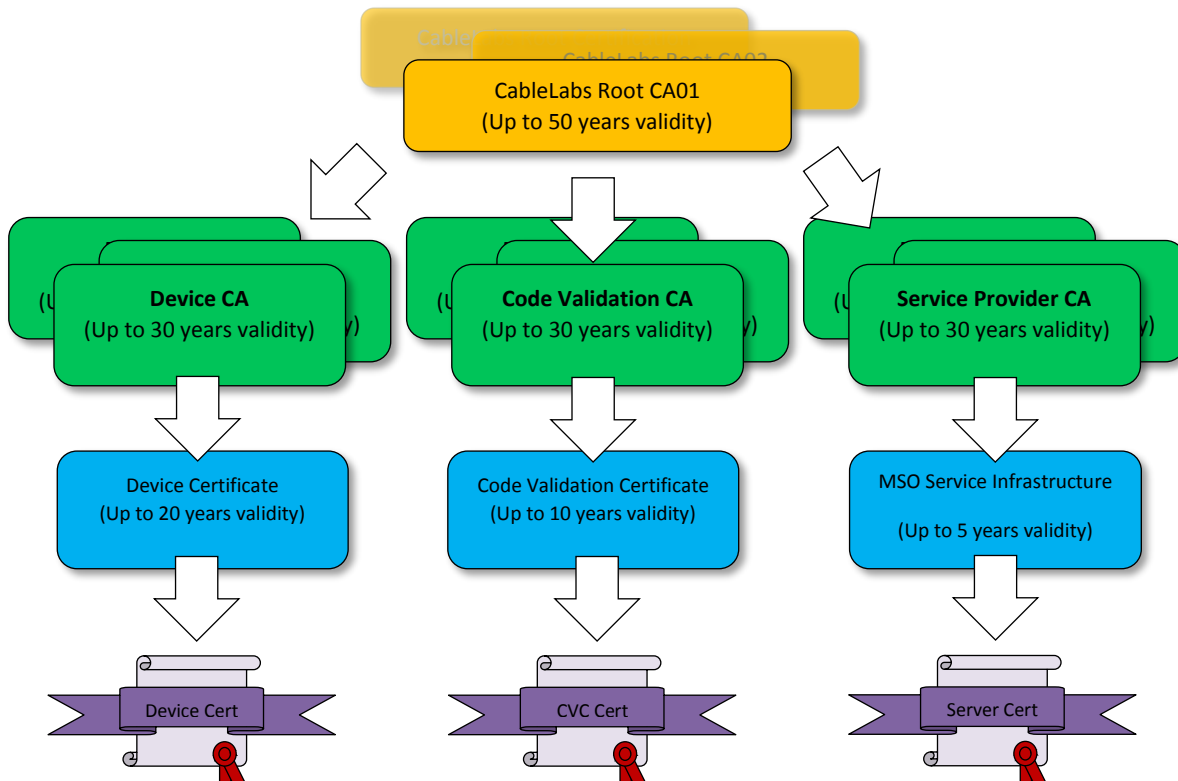 CableLabs Root CA02
CableLabs Root CA01
(Up to 50 years validity)
Device CA
(Up to 30 years validity)
Code Validation CA
(Up to 30 years validity)
Service Provider CA
(Up to 30 years validity)
Device Certificate
(Up to 20 years validity)
Code Validation Certificate
(Up to 10 years validity)
MSO Service Infrastructure
(Up to 5 years validity)
Device Cert
CVC Cert
Server Cert